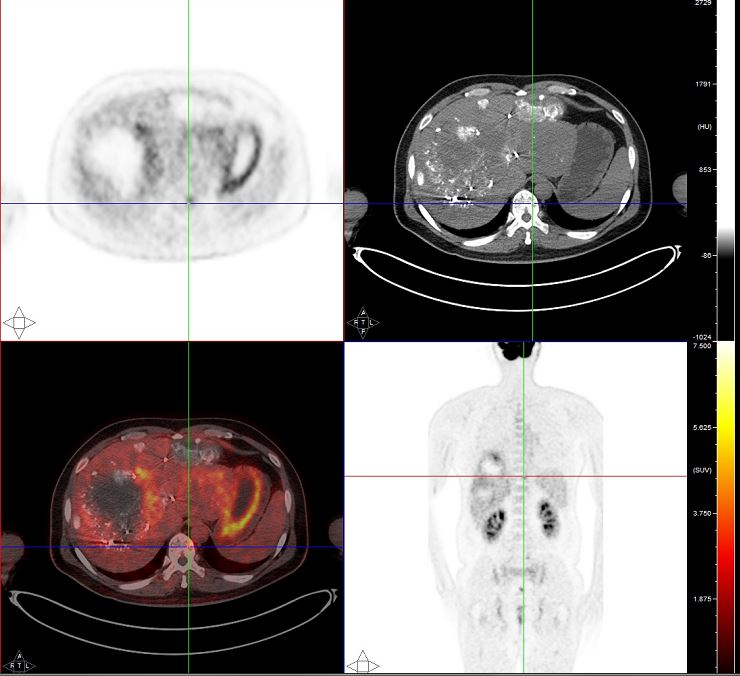 2729
1791
(HU)
853
-86
-1024
A
R T L
P
7.500
5.625
(SUV)
3.750
1.875
A
R T L